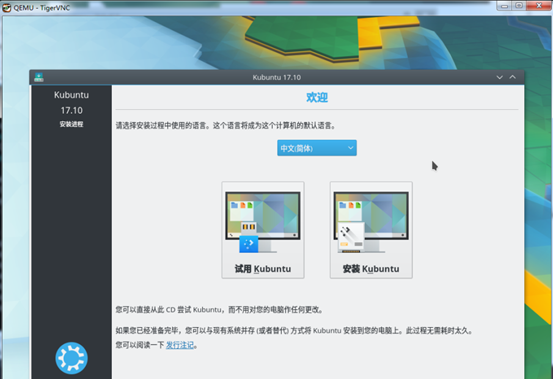 QEMU - TigerVNC
Kubuntu 17.10
Kubuntu
17.10
安装进程
欢迎
请选择安装过程中使用的语言。这个语言将成为这个计算机的默认语言。
中文(简体)
试用 Kubuntu
安装 Kubuntu
您可以直接从此 CD 尝试 Kubuntu，而不用对您的电脑作任何更改。
如果您已经准备完毕，您可以与现有系统并存 (或者替代) 方式将 Kubuntu 安装到您的电脑上。此过程无需耗时太久。
您可以阅读一下 发行注记。